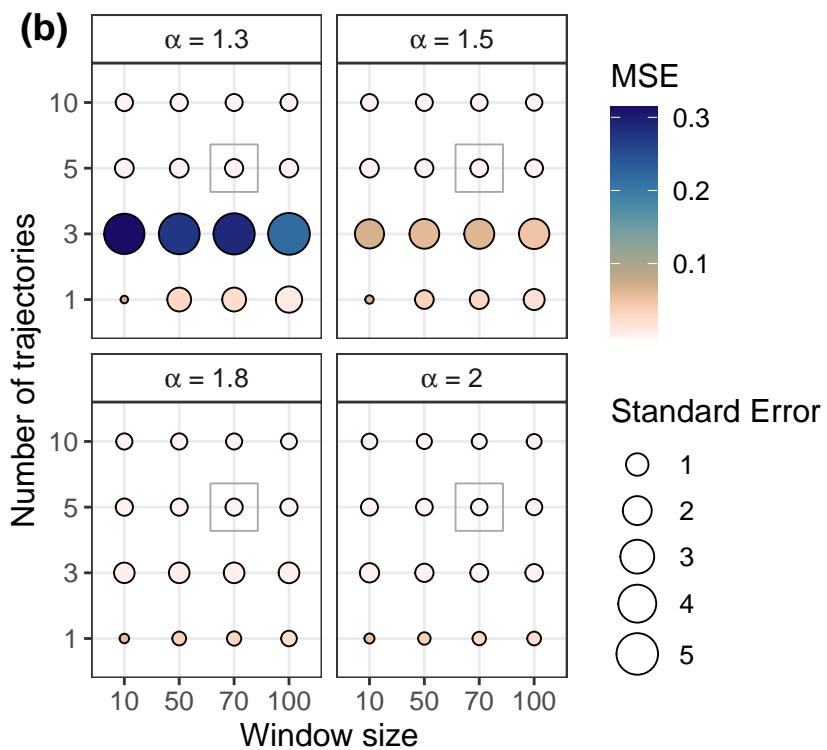 (b)
α = 1.3
α = 1.5
10
5
3
1
α = 1.8
α = 2
10
5
3
1
10 50 70 100
10 50 70 100
Number of trajectories
Window size
MSE
0.3
0.2
0.1
Standard Error
1
2
3
4
5